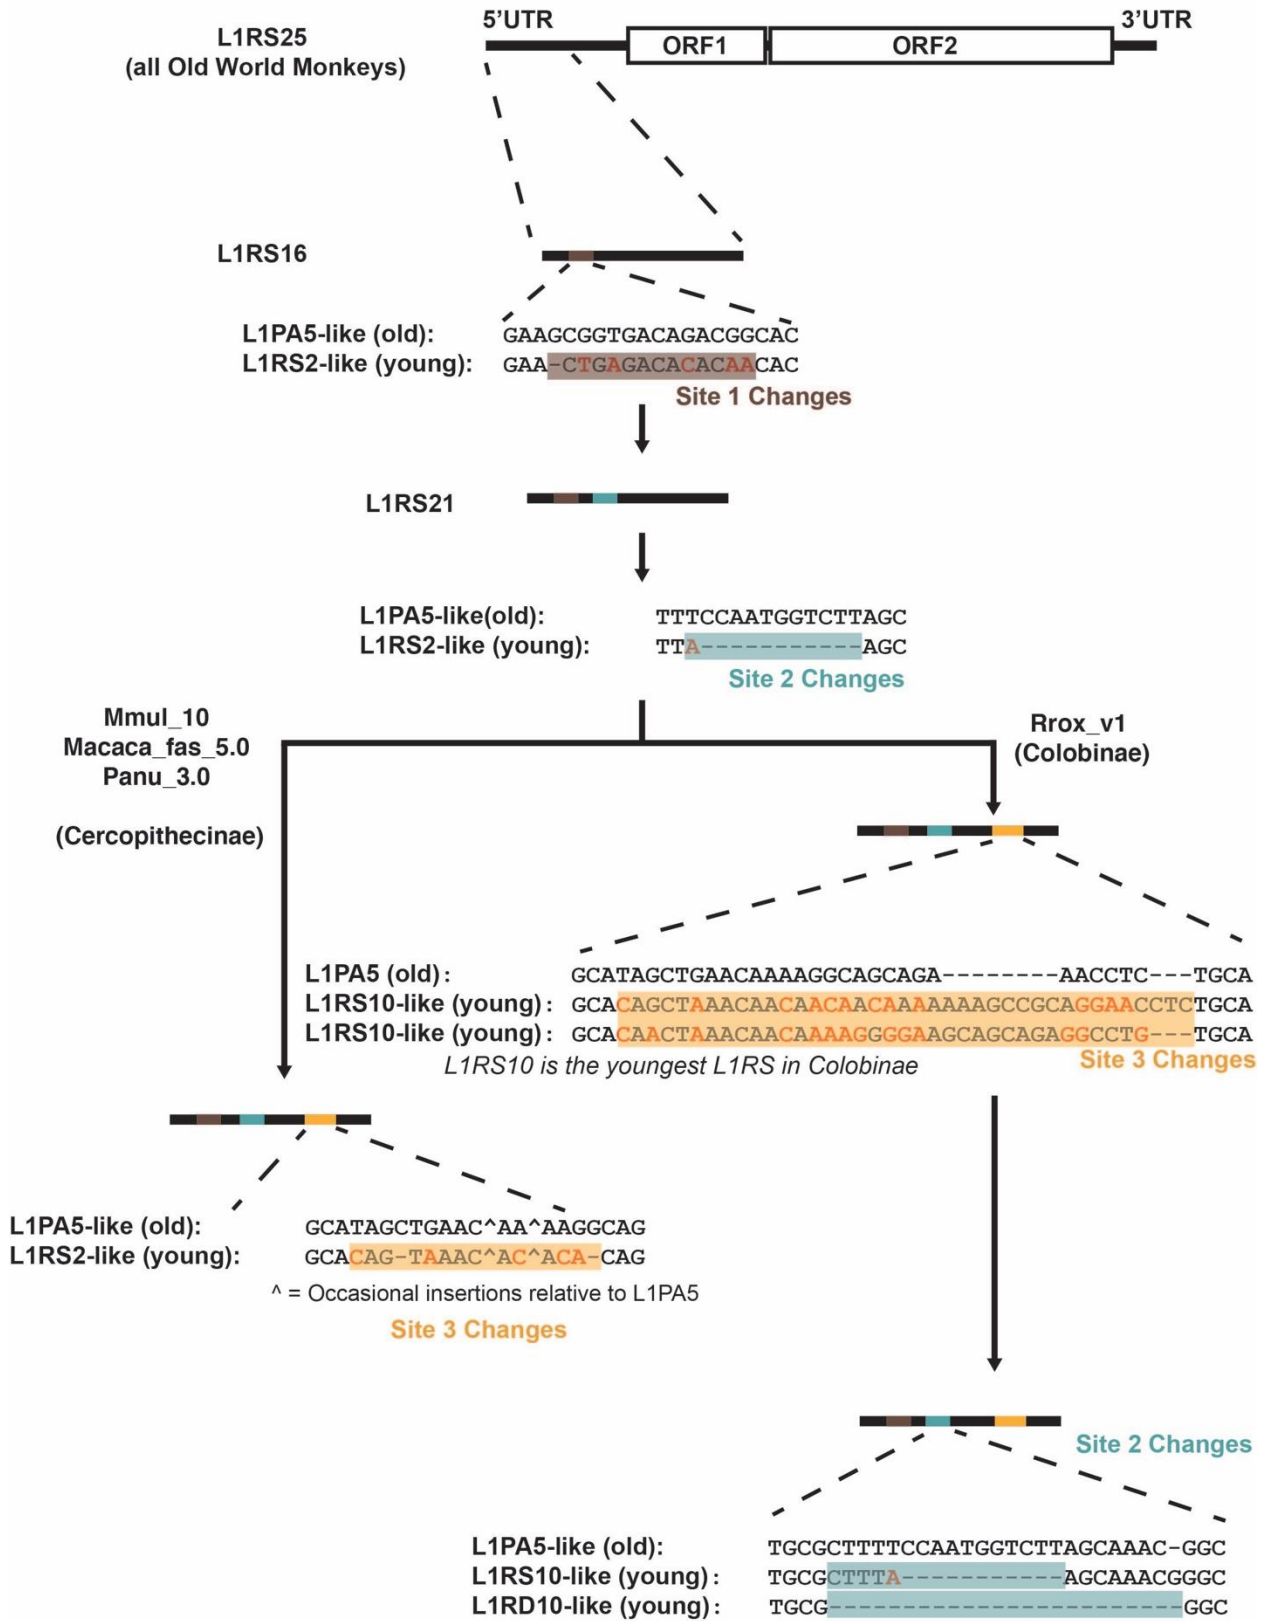 5'UTR
3'UTR
L1RS25
(all Old World Monkeys)
ORF1
ORF2
L1RS16
L1PA5-like (old): GAAGCGGTGACAGACGGCAC
L1RS2-like (young): GAA-CTGAGACACACAACAC
Site 1 Changes
L1RS21
L1PA5-like(old): TTTCCAATGGTCTTAGC
L1RS2-like (young): TTA-----------AGC
Site 2 Changes
Mmul_10
Macaca_fas_5.0
Panu_3.0
(Cercopithecinae)
Rrox_v1
(Colobinae)
L1PA5 (old): GCATAGCTGAACAAAAGGCAGCAGA--------AACCTC---TGCA
L1RS10-like (young): GCACAGCTAAACAACAACAACAAAAAAAGCCGCAGGAACCTCTGCA
L1RS10-like (young): GCACAACTAAACAACAAAAGGGGAAGCAGCAGAGGCCTG---TGCA
L1RS10 is the youngest L1RS in Colobinae
Site 3 Changes
L1PA5-like (old): GCATAGCTGAAC^AA^AAGGCAG
L1RS2-like (young): GCACAG-TAAAC^AC^ACA-CAG
^ = Occasional insertions relative to L1PA5
Site 3 Changes
Site 2 Changes
L1PA5-like (old): TGCGCTTTTCCAATGGTCTTAGCAAAC-GGC
L1RS10-like (young): TGCGCTTTA-----------AGCAAACGGGC
L1RD10-like (young): TGCG------------------------GGC